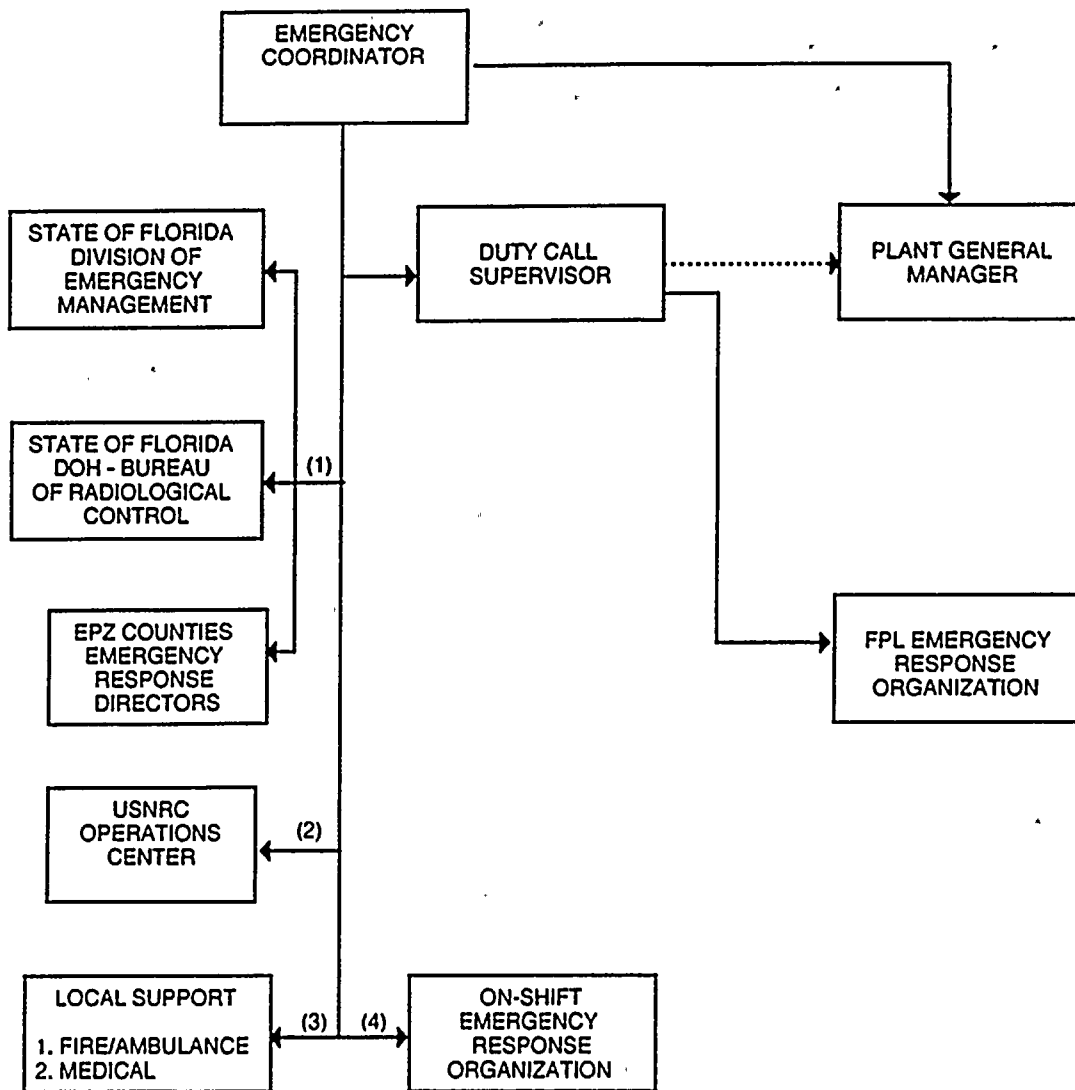 EMERGENCY
COORDINATOR
STATE OF FLORIDA
DIVISION OF
EMERGENCY
MANAGEMENT
DUTY CALL
SUPERVISOR
PLANT GENERAL
MANAGER
STATE OF FLORIDA
DOH - BUREAU
OF RADIOLOGICAL
CONTROL
(1)
EPZ COUNTIES
EMERGENCY
RESPONSE
DIRECTORS
FPL EMERGENCY
RESPONSE
ORGANIZATION
USNRC
OPERATIONS
CENTER
(2)
LOCAL SUPPORT
1. FIRE/AMBULANCE
2. MEDICAL
(3)
(4)
ON-SHIFT
EMERGENCY
RESPONSE
ORGANIZATION